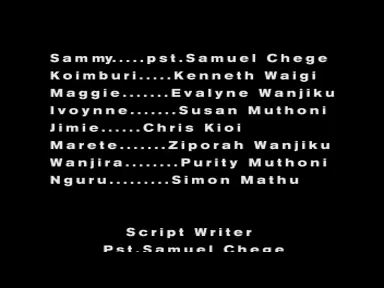 Sammy.....pst.Samuel Chege
Koimburi.....Kenneth Waigi
Maggie.......Evalyne Wanjiku
Ivoynne.......Susan Muthoni
Jimie......Chris Kioi
Marete.......Ziporah Wanjiku
Wanjira........Purity Muthoni
Nguru.........Simon Mathu
Script Writer
Pst.Samuel Chege